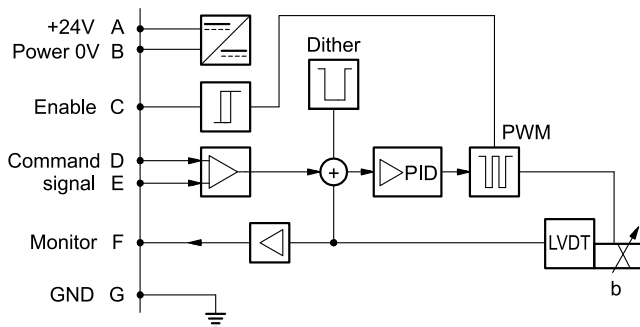 +24V A
Power 0V B
Dither
Enable C
PWM
Command D
signal E
+
PID
Monitor F
LVDT
b
GND G